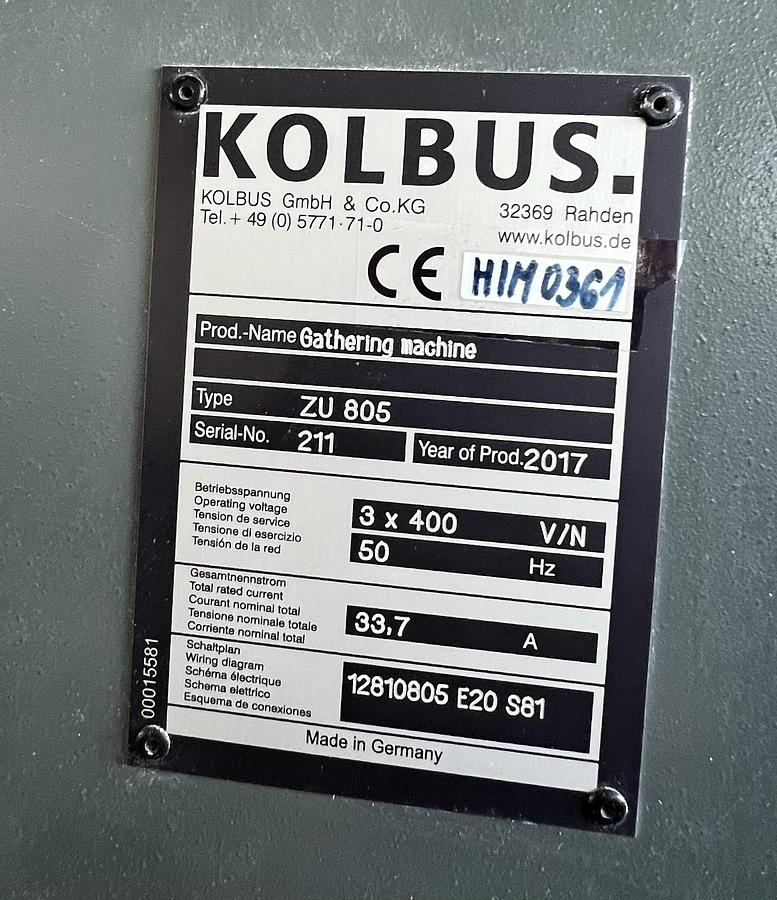 KOLBUS.
KOLBUS GmbH & Co.KG
32369 Rahden
Tel.+ 49 (0) 5771·71-0
www.kolbus.de
CE
HIM0361
Prod.-Name Gathering machine
Type ZU 805
Serial-No. 211 Year of Prod. 2017
Betriebsspannung
Operating voltage
Tension de service
Tensione di esercizio
Tensión de la red
3 x 400 V/N
50 Hz
Gesamtnennstrom
Total rated current
Courant nominal total
Tensione nominale totale
Corriente nominal total
33,7 A
Schaltplan
Wiring diagram
Schéma électrique
Schema elettrico
Esquema de conexiones
12810805 E20 S81
Made in Germany
00015581